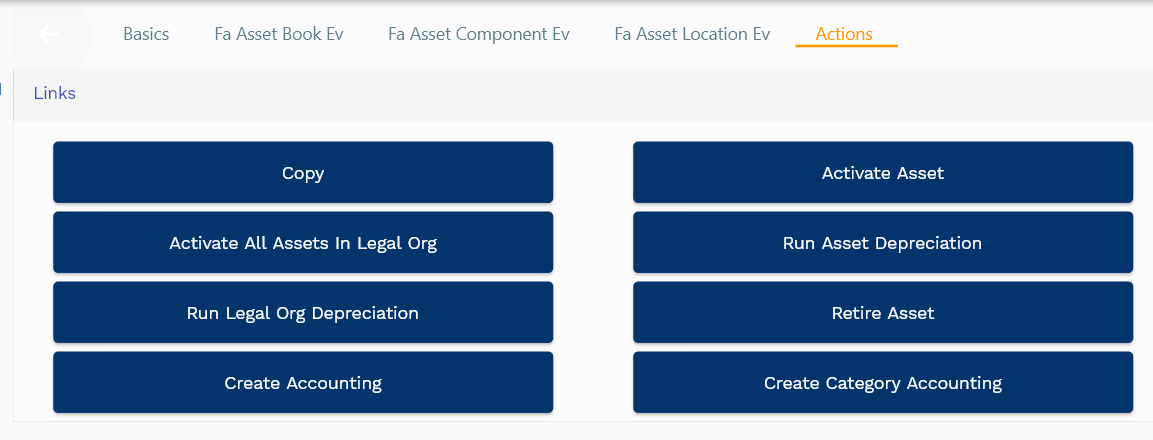 Basics Fa Asset Book Ev Fa Asset Component Ev Fa Asset Location Ev Actions
Links
Copy Activate Asset
Activate All Assets In Legal Org Run Asset Depreciation
Run Legal Org Depreciation Retire Asset
Create Accounting Create Category Accounting